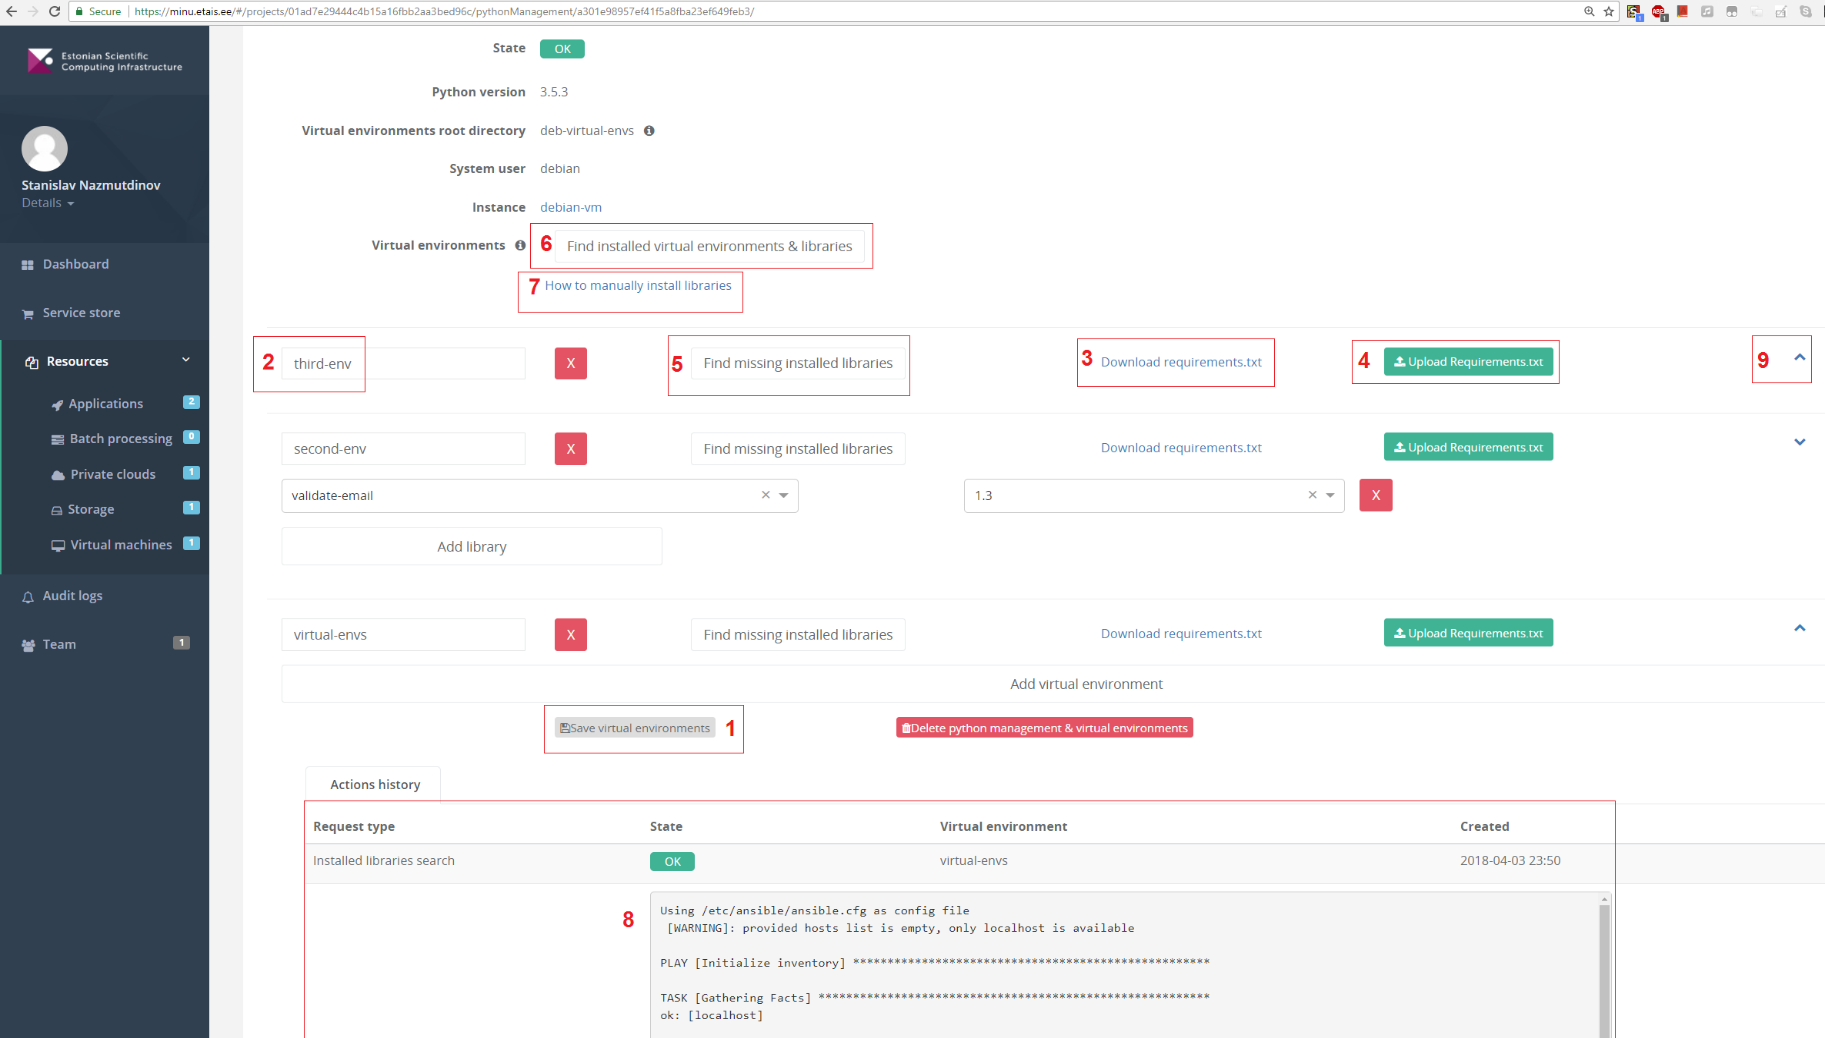 Secure | https://minu.etais.ee/#/projects/01ad7e29444c4b15a16fbb2aa3bed96c/pythonManagement/a301e98957ef41f5a8fba23ef649feb3/
Estonian Scientific
Computing Infrastructure
Stanislav Nazmutdinov
Details
Dashboard
Service store
Resources
Applications 2
Batch processing 0
Private clouds 1
Storage 1
Virtual machines 1
Audit logs
Team 1
State OK
Python version 3.5.3
Virtual environments root directory deb-virtual-envs
System user debian
Instance debian-vm
Virtual environments 6 Find installed virtual environments & libraries
7 How to manually install libraries
2 third-env X 5 Find missing installed libraries 3 Download requirements.txt 4 Upload Requirements.txt 9
second-env X Find missing installed libraries Download requirements.txt Upload Requirements.txt
validate-email × 1.3 × X
Add library
virtual-envs X Find missing installed libraries Download requirements.txt Upload Requirements.txt
Add virtual environment
Save virtual environments 1 Delete python management & virtual environments
Actions history
Request type State Virtual environment Created
Installed libraries search OK virtual-envs 2018-04-03 23:50
8
Using /etc/ansible/ansible.cfg as config file
[WARNING]: provided hosts list is empty, only localhost is available
PLAY [Initialize inventory] ****************************************************
TASK [Gathering Facts] *********************************************************
ok: [localhost]